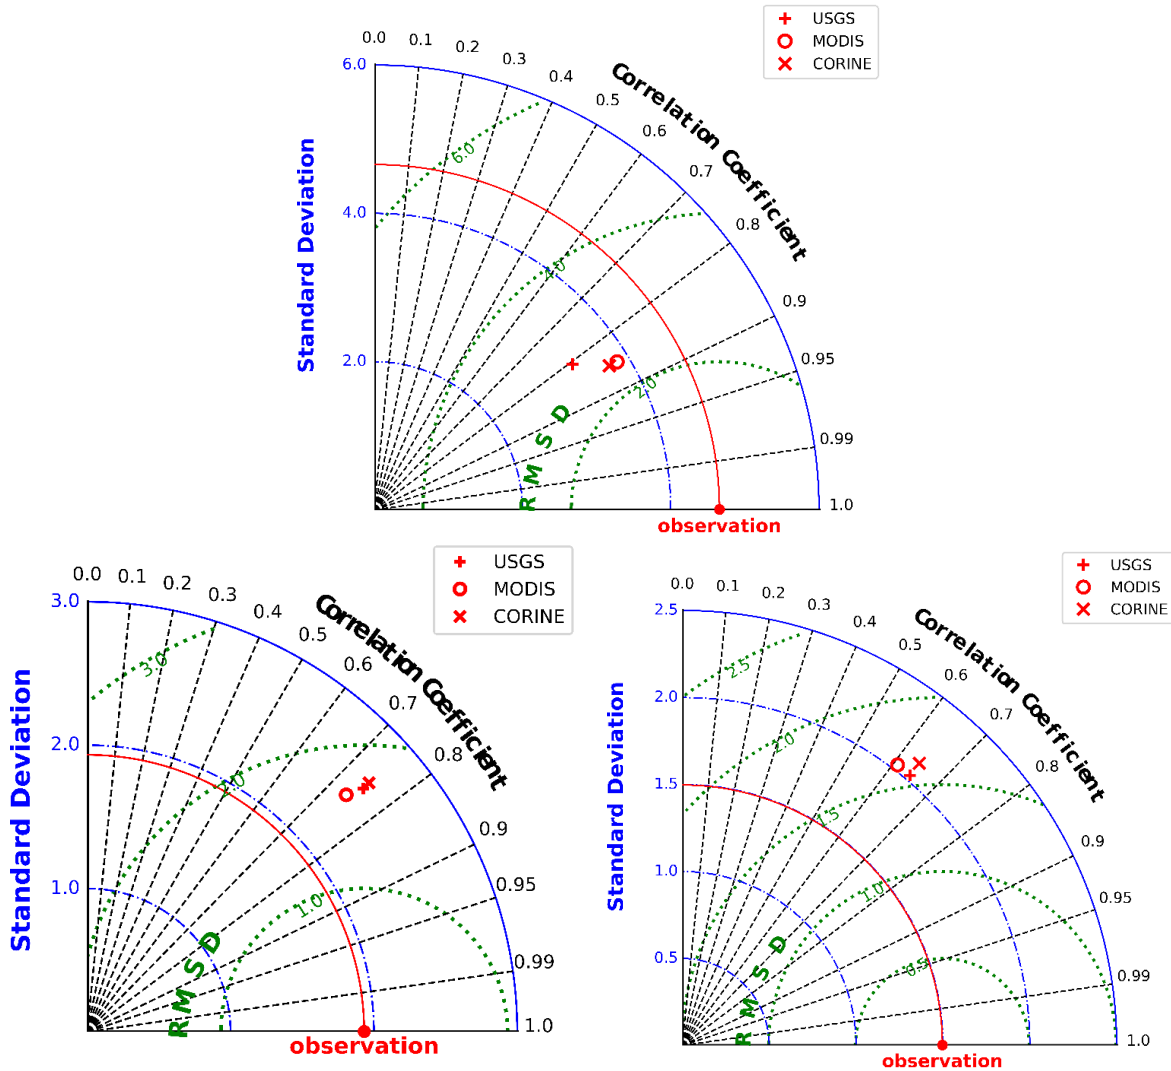 USGS
MODIS
CORINE
0.0 0.1 0.2 0.3 0.4 0.5 0.6 0.7 0.8 0.9 0.95 0.99 1.0
Correlation Coefficient
Standard Deviation
6.0
4.0
2.0
6.0
4.0
2.0
RMSD
observation
USGS
MODIS
CORINE
0.0 0.1 0.2 0.3 0.4 0.5 0.6 0.7 0.8 0.9 0.95 0.99 1.0
Correlation Coefficient
Standard Deviation
3.0
2.0
1.0
3.0
2.0
1.0
RMSD
observation
USGS
MODIS
CORINE
0.0 0.1 0.2 0.3 0.4 0.5 0.6 0.7 0.8 0.9 0.95 0.99 1.0
Correlation Coefficient
Standard Deviation
2.5
2.0
1.5
1.0
0.5
2.5
2.0
1.5
1.0
0.5
RMSD
observation